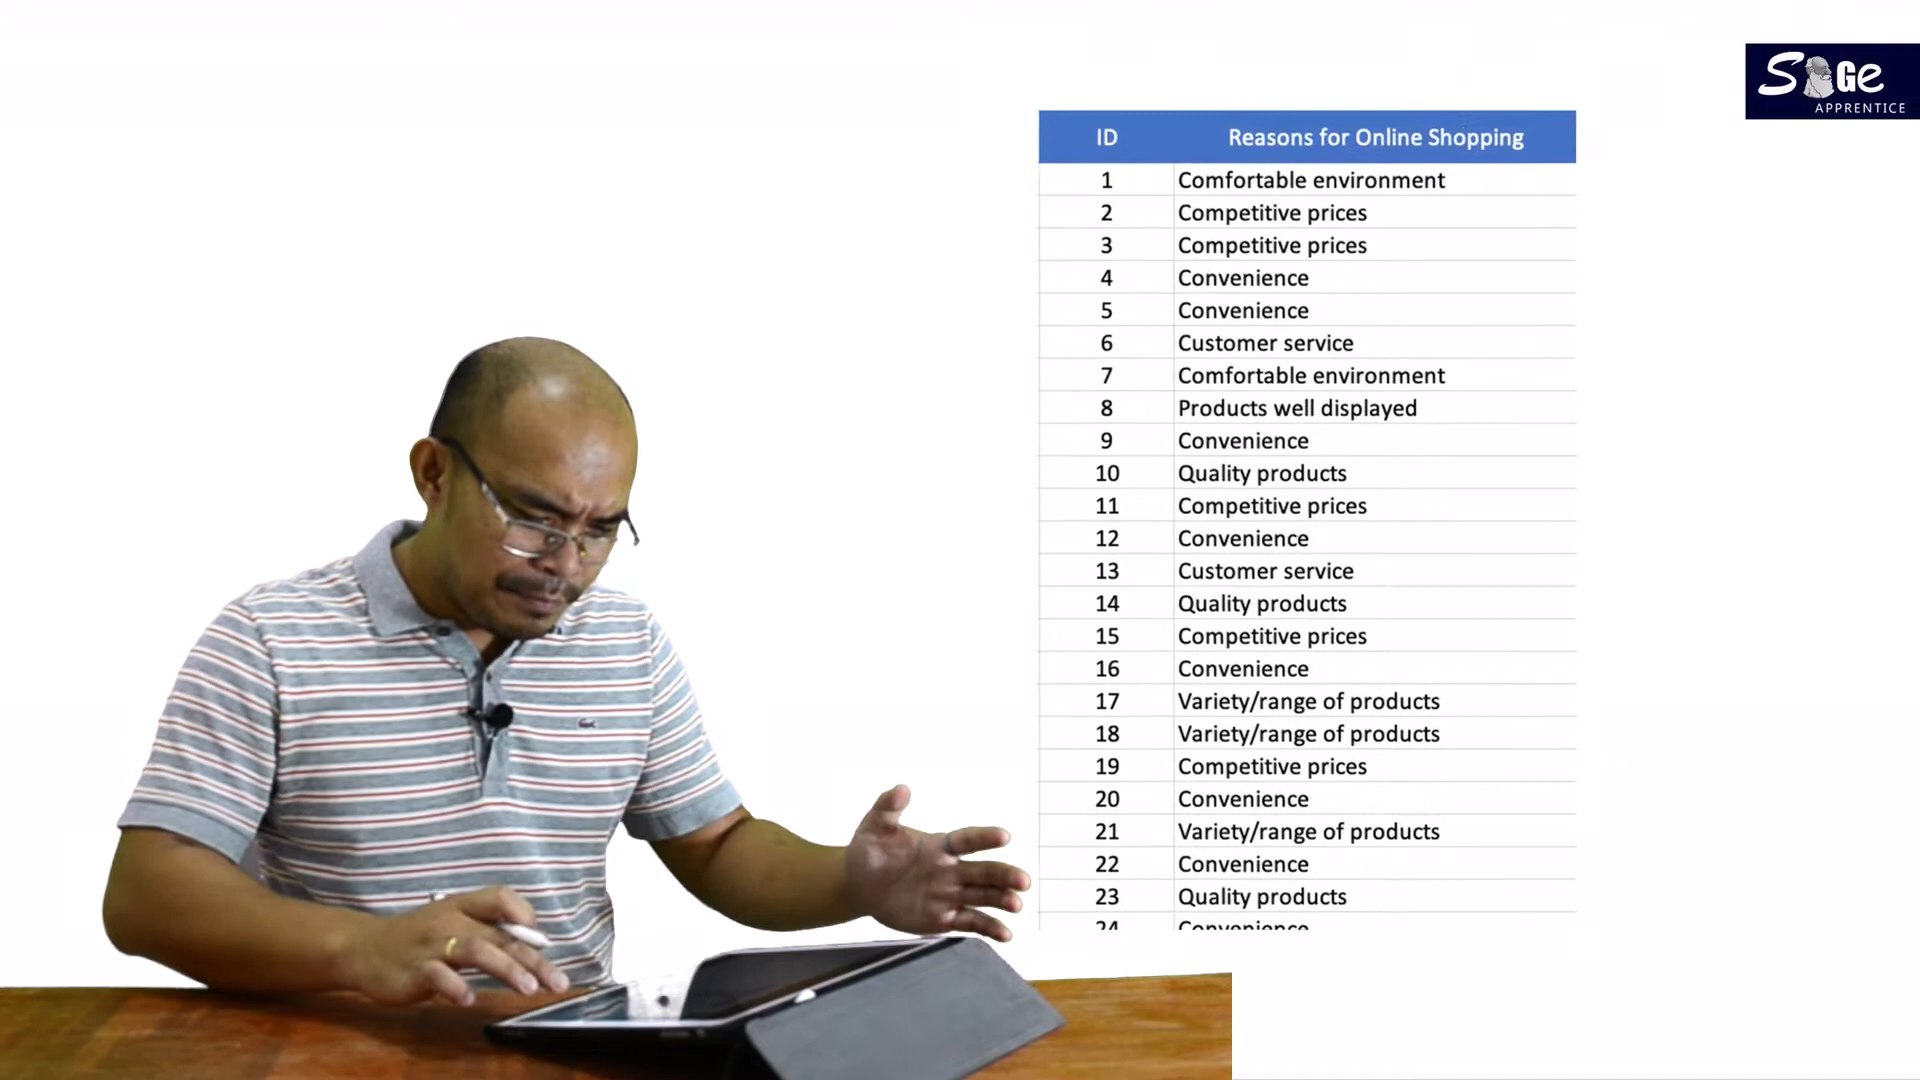 SaGe
APPRENTICE
ID Reasons for Online Shopping
1 Comfortable environment
2 Competitive prices
3 Competitive prices
4 Convenience
5 Convenience
6 Customer service
7 Comfortable environment
8 Products well displayed
9 Convenience
10 Quality products
11 Competitive prices
12 Convenience
13 Customer service
14 Quality products
15 Competitive prices
16 Convenience
17 Variety/range of products
18 Variety/range of products
19 Competitive prices
20 Convenience
21 Variety/range of products
22 Convenience
23 Quality products
24 Convenience